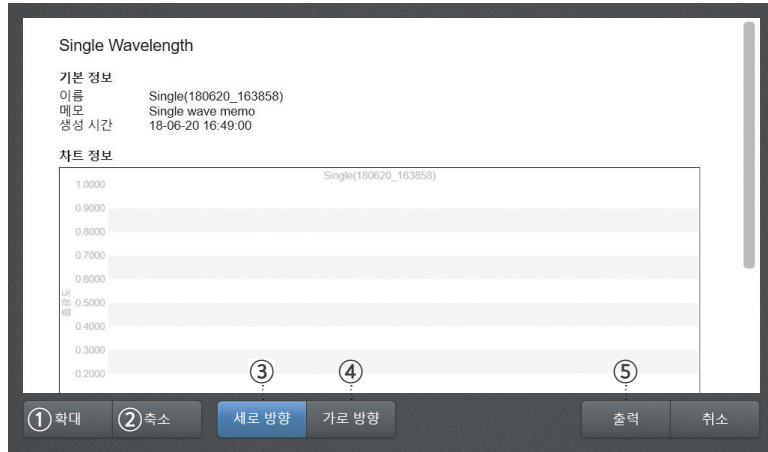 Single Wavelength
기본 정보
이름 Single(180620_163858)
메모 Single wave memo
생성 시간 18-06-20 16:49:00
차트 정보
Single(180620_163858)
1.0000
0.9000
0.8000
0.7000
0.6000
흡광도
0.5000
0.4000
0.3000
0.2000
③ ④ ⑤
① 확대 ② 축소 세로 방향 가로 방향 출력 취소